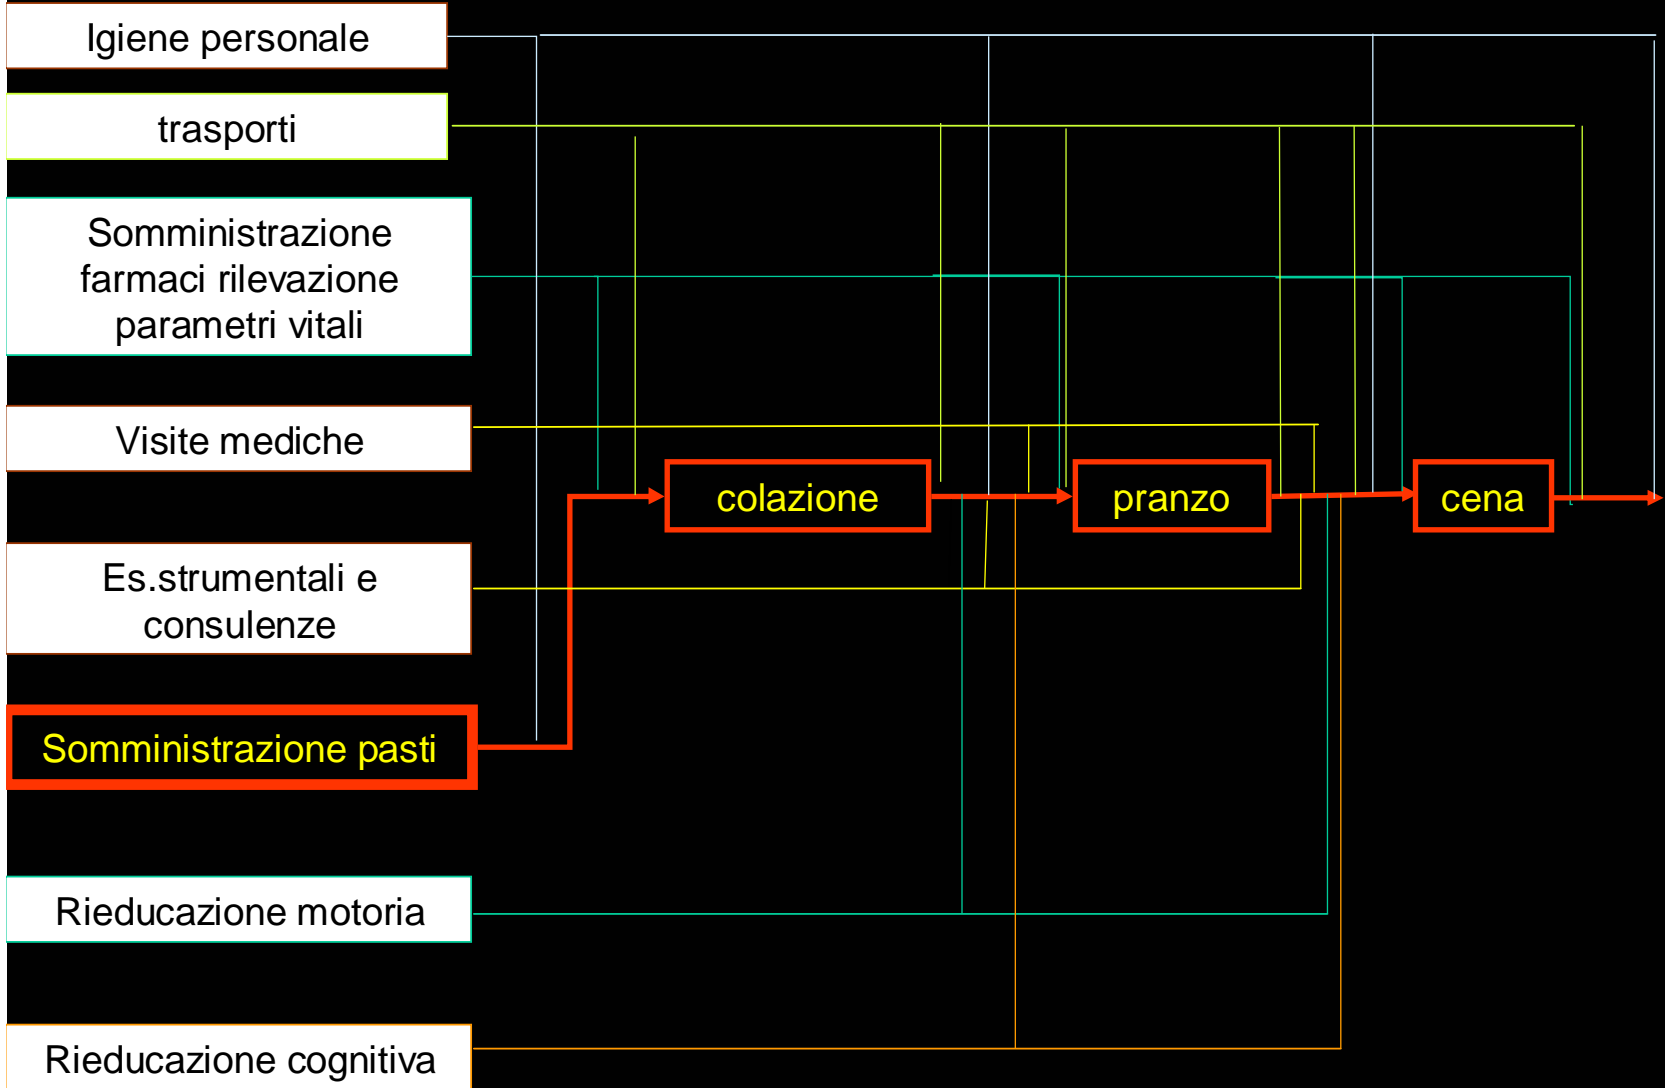 Igiene personale
trasporti
Somministrazione
farmaci rilevazione
parametri vitali
Visite mediche
colazione
pranzo
cena
Es.strumentali e
consulenze
Somministrazione pasti
Rieducazione motoria
Rieducazione cognitiva